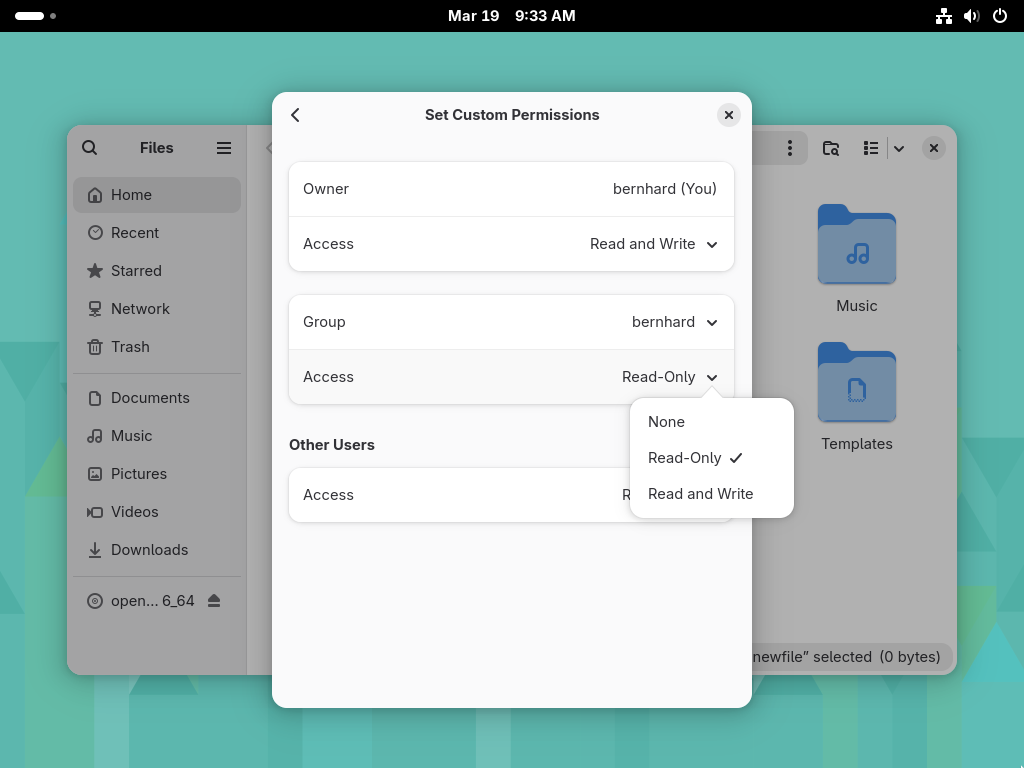 Mar 19 9:33 AM
Set Custom Permissions
Files
Home
Recent
Starred
Network
Trash
Documents
Music
Pictures
Videos
Downloads
open... 6_64
Owner bernhard (You)
Access Read and Write
Group bernhard
Access Read-Only
None
Read-Only
Read and Write
Other Users
Access
Music
Templates
newfile” selected (0 bytes)